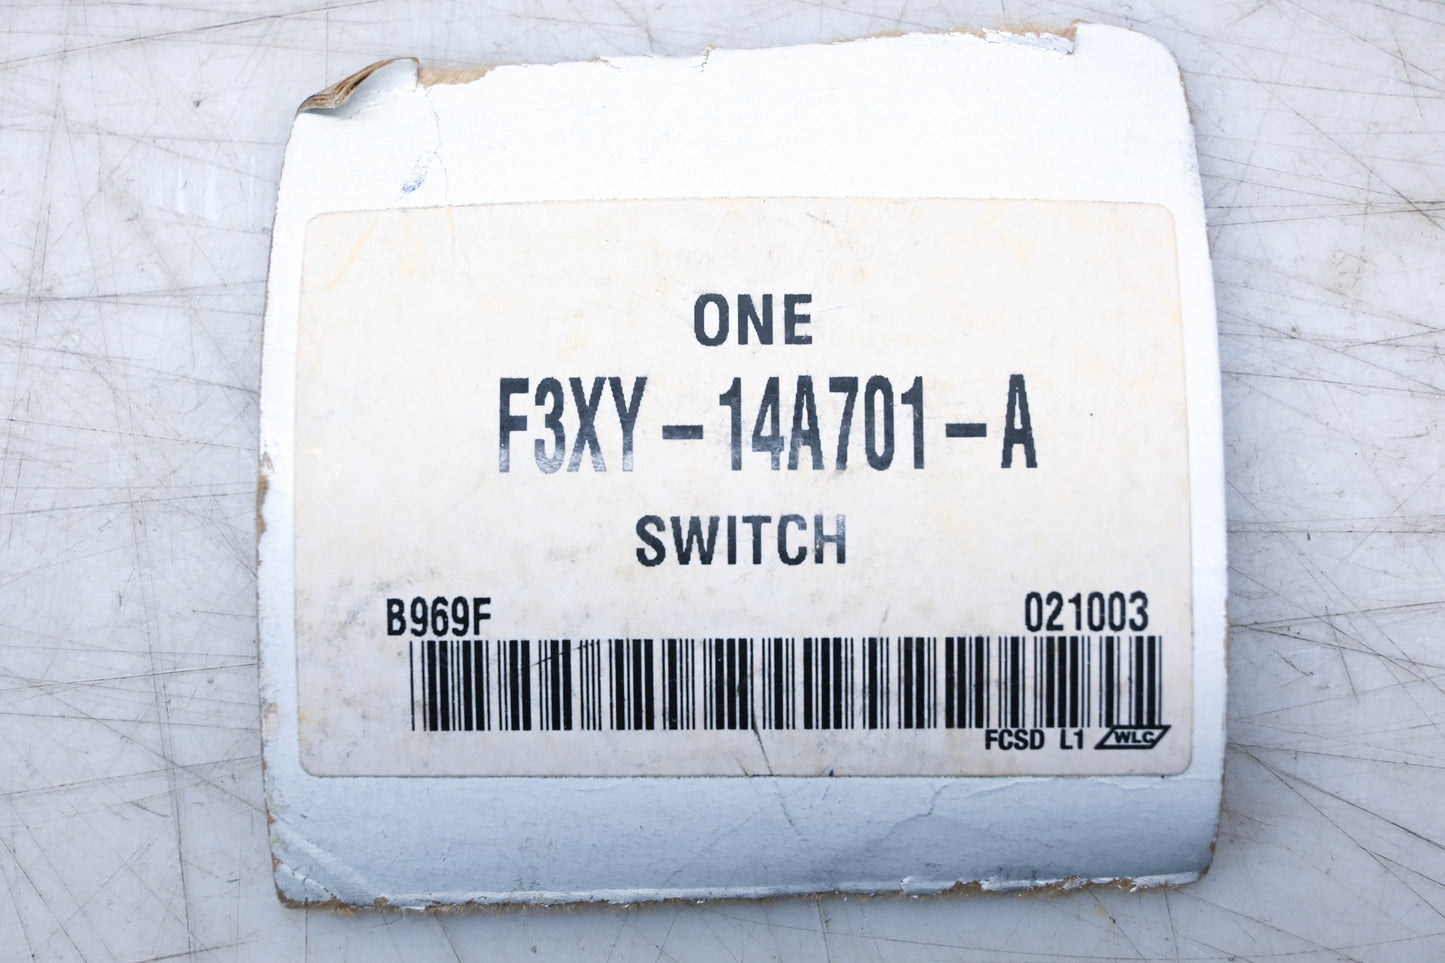 ONE
F3XY-14A701-A
SWITCH
B969F 021003
FCSD L1 WLC